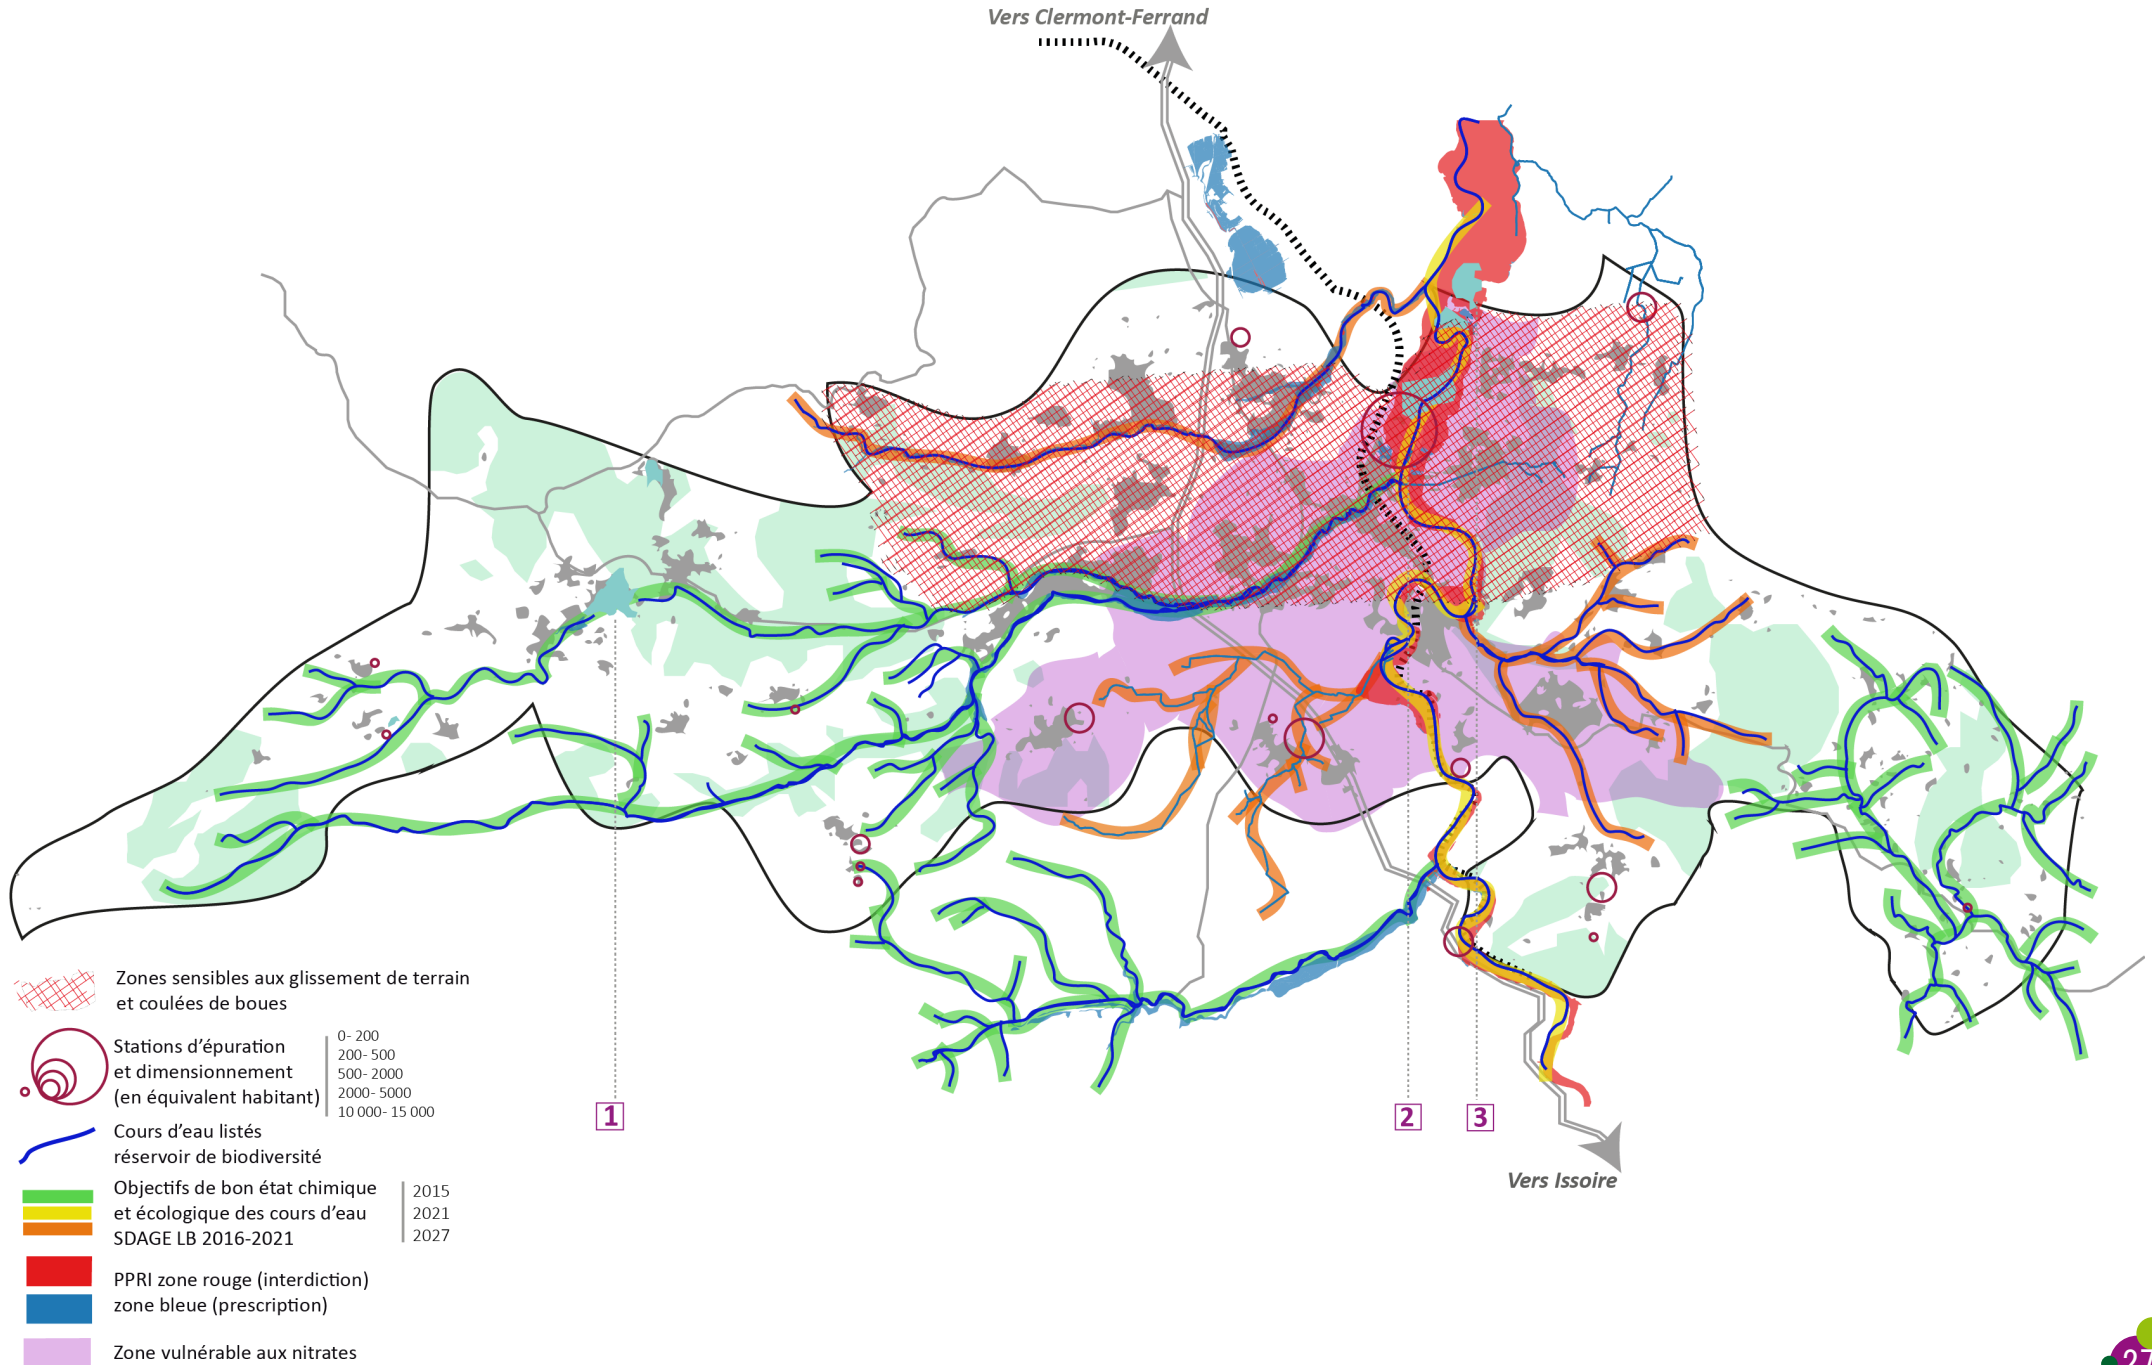 Vers Clermont-Ferrand
Zones sensibles aux glissement de terrain
et coulées de boues
Stations d'épuration
et dimensionnement
(en équivalent habitant)
0- 200
200- 500
500- 2000
2000- 5000
10 000- 15 000
Cours d'eau listés
réservoir de biodiversité
Objectifs de bon état chimique
et écologique des cours d'eau
SDAGE LB 2016-2021
2015
2021
2027
PPRI zone rouge (interdiction)
zone bleue (prescription)
Zone vulnérable aux nitrates
1
2
3
Vers Issoire
27